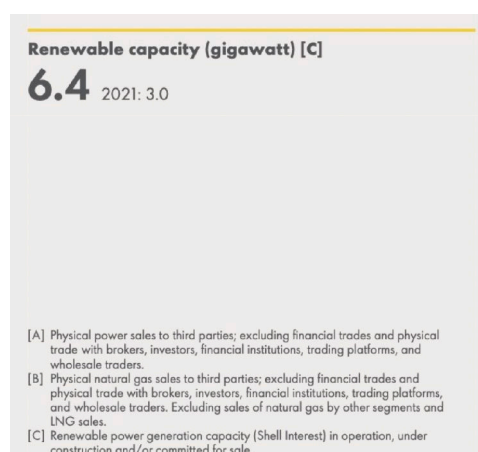 Renewable capacity (gigawatt) [C]
6.4 2021: 3.0
[A] Physical power sales to third parties; excluding financial trades and physical
trade with brokers, investors, financial institutions, trading platforms, and
wholesale traders.
[B] Physical natural gas sales to third parties; excluding financial trades and
physical trade with brokers, investors, financial institutions, trading platforms,
and wholesale traders. Excluding sales of natural gas by other segments and
LNG sales.
[C] Renewable power generation capacity (Shell Interest) in operation, under
construction and/or committed for sale.